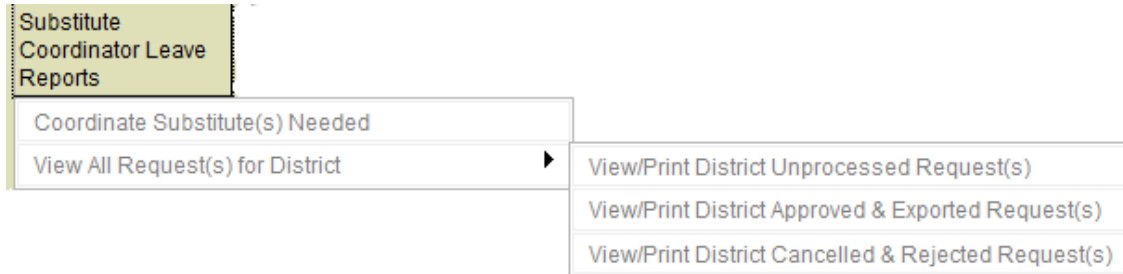 Substitute
Coordinator Leave
Reports
Coordinate Substitute(s) Needed
View All Request(s) for District
View/Print District Unprocessed Request(s)
View/Print District Approved & Exported Request(s)
View/Print District Cancelled & Rejected Request(s)